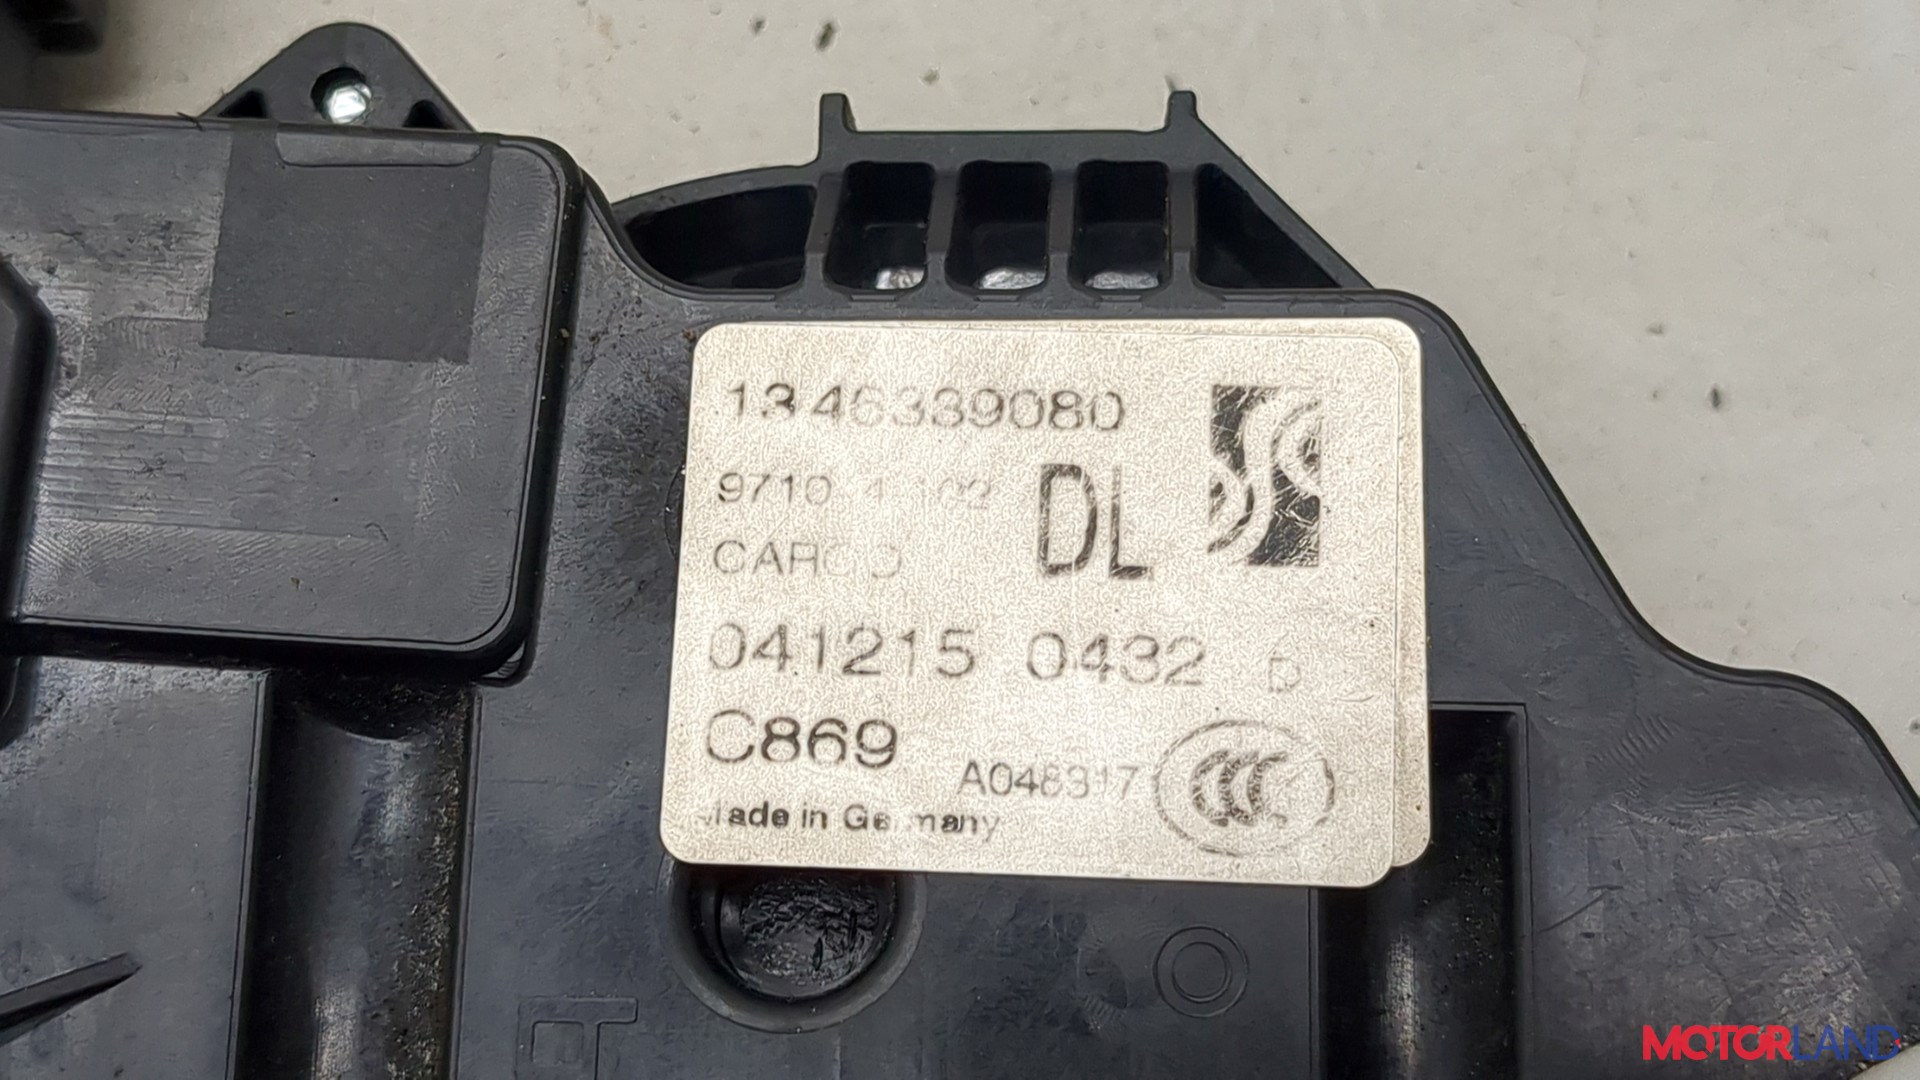 1346339080
DL
041215 0432 D
C869
A048317
Made in Germany
MOTORLAND